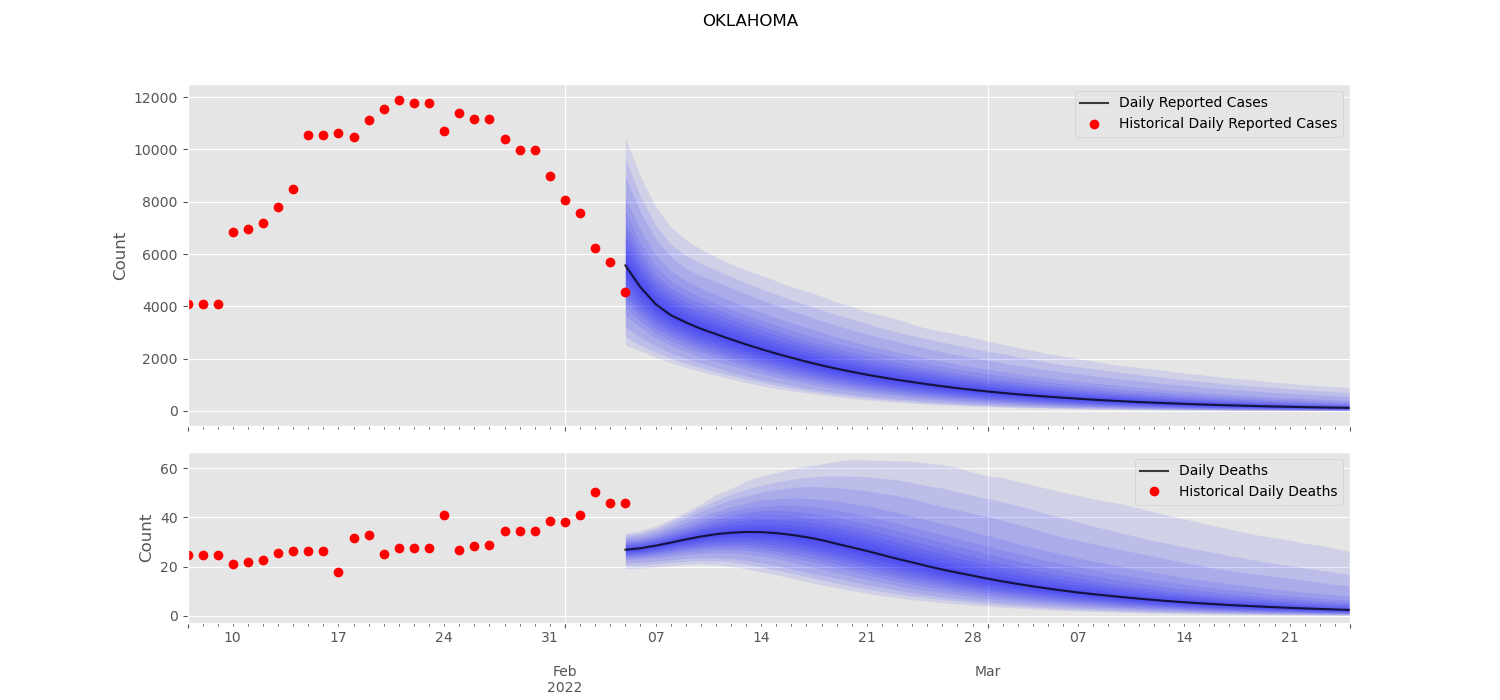 OKLAHOMA
12000
10000
8000
6000
4000
2000
0
Count
Daily Reported Cases
Historical Daily Reported Cases
60
40
20
0
Count
Daily Deaths
Historical Daily Deaths
10 17 24 31 07 14 21 28 07 14 21
Feb Mar
2022